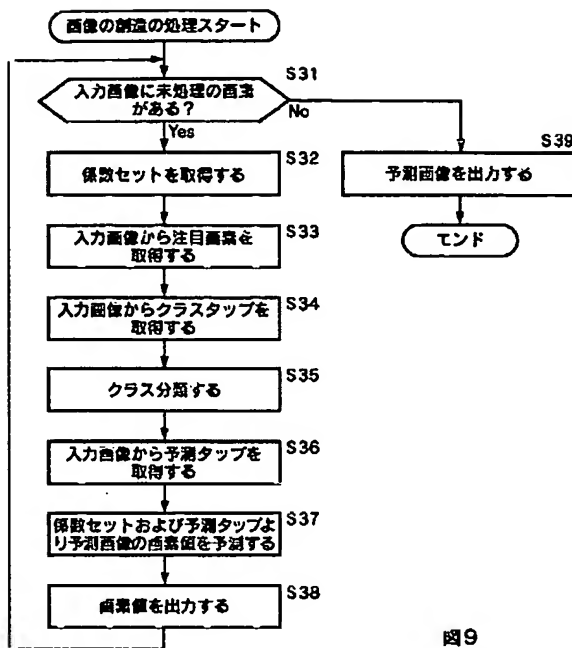 画像の創造の処理スタート
S31
入力画像に未処理の画素
がある?
No
Yes
S32
係数セットを取得する
S39
予測画像を出力する
S33
入力画像から注目画素を
取得する
エンド
S34
入力画像からクラスタップを
取得する
S35
クラス分類する
S36
入力画像から予測タップを
取得する
S37
係数セットおよび予測タップよ
り予測画像の画素値を予測する
S38
画素値を出力する
図9